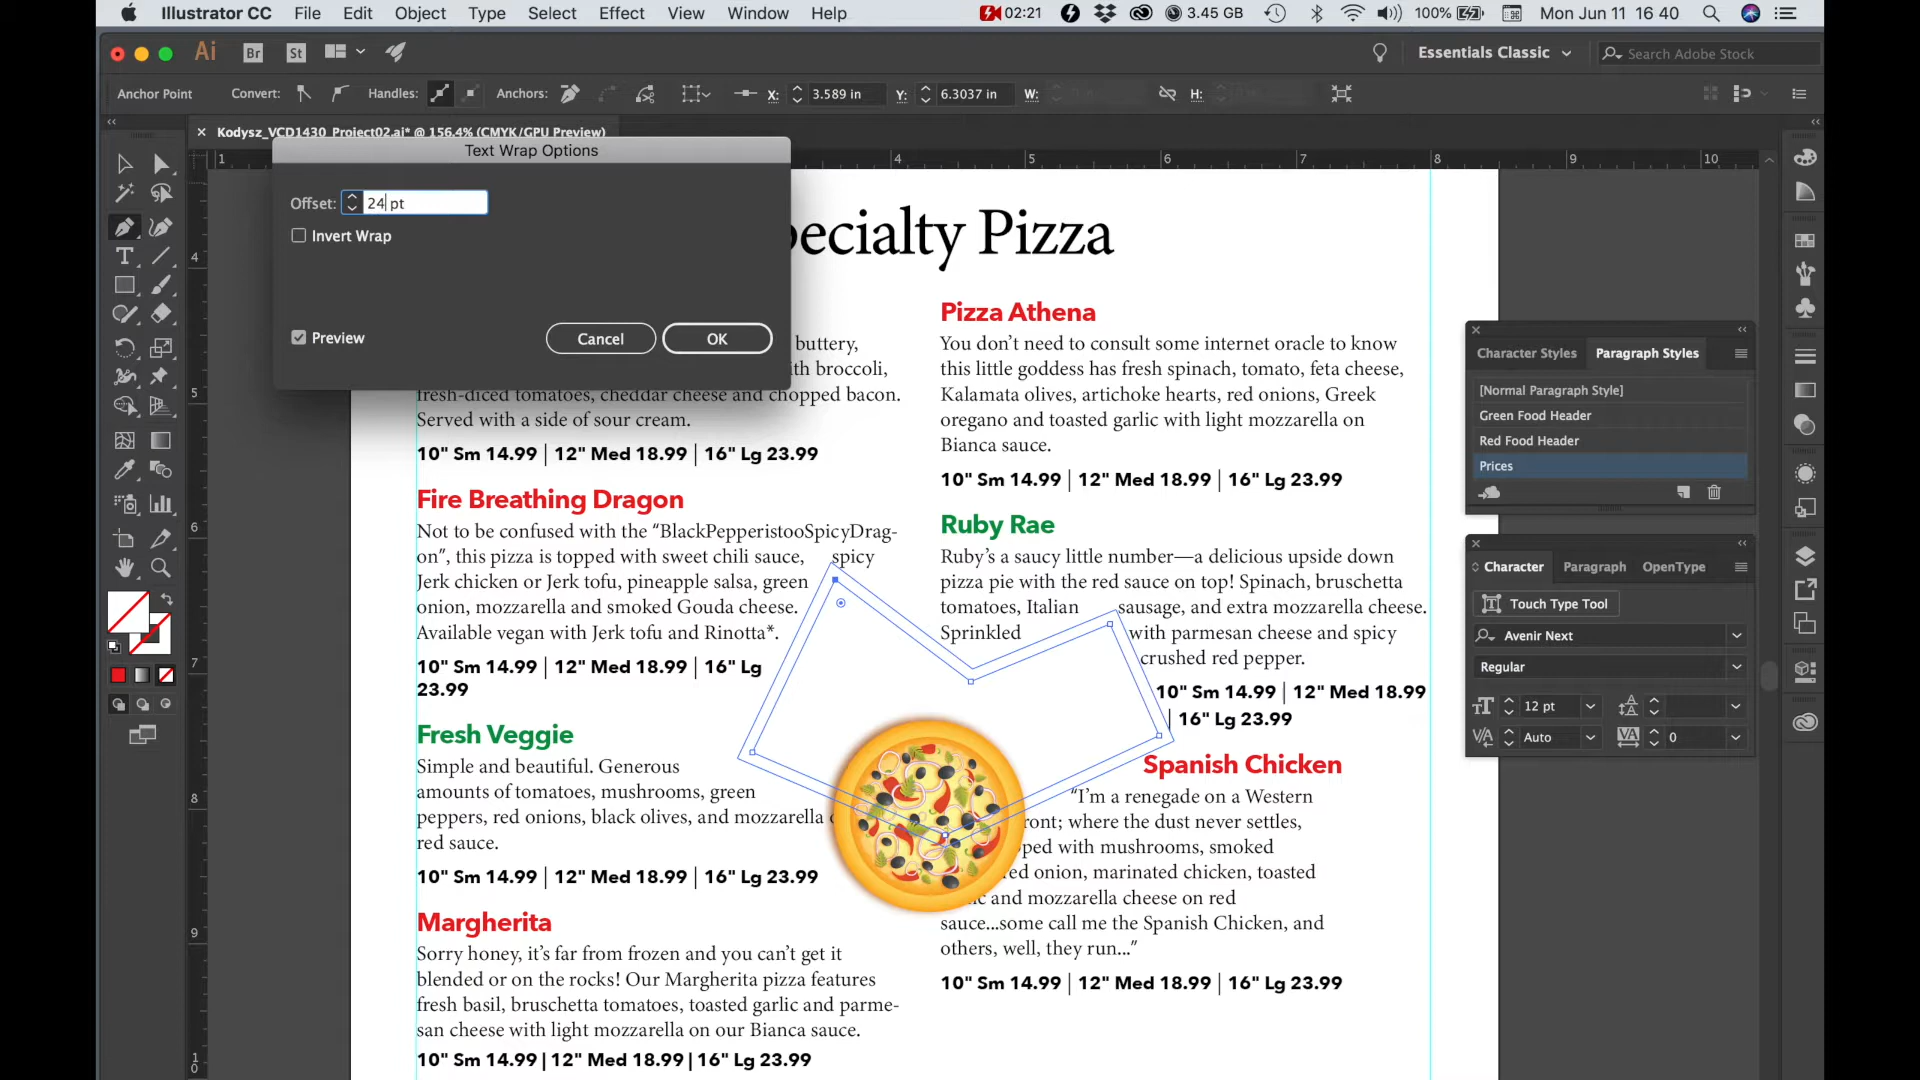 Illustrator CC File Edit Object Type Select Effect View Window Help 02:21 3.45 GB 100% Mon Jun 11 16 40
Ai Br St Essentials Classic Search Adobe Stock
Anchor Point Convert: Handles: Anchors: X: 3.589 in Y: 6.3037 in W: H:
Kodysz_VCD1430_Project02.ai* @ 156.4% (CMYK/GPU Preview)
Text Wrap Options
Offset: 24 pt
Invert Wrap
Preview
Cancel
OK
1 4 5 6 7 8 9 10
4
5
6
7
8
9
10
pecialty Pizza
buttery,
th broccoli,
fresh-diced tomatoes, cheddar cheese and chopped bacon.
Served with a side of sour cream.
10" Sm 14.99 | 12" Med 18.99 | 16" Lg 23.99
Fire Breathing Dragon
Not to be confused with the “BlackPepperistooSpicyDrag-
on”, this pizza is topped with sweet chili sauce, spicy
Jerk chicken or Jerk tofu, pineapple salsa, green
onion, mozzarella and smoked Gouda cheese.
Available vegan with Jerk tofu and Rinotta*.
10" Sm 14.99 | 12" Med 18.99 | 16" Lg
23.99
Fresh Veggie
Simple and beautiful. Generous
amounts of tomatoes, mushrooms, green
peppers, red onions, black olives, and mozzarella
red sauce.
10" Sm 14.99 | 12" Med 18.99 | 16" Lg 23.99
Margherita
Sorry honey, it’s far from frozen and you can’t get it
blended or on the rocks! Our Margherita pizza features
fresh basil, bruschetta tomatoes, toasted garlic and parme-
san cheese with light mozzarella on our Bianca sauce.
10" Sm 14.99 | 12" Med 18.99 | 16" Lg 23.99
Pizza Athena
You don’t need to consult some internet oracle to know
this little goddess has fresh spinach, tomato, feta cheese,
Kalamata olives, artichoke hearts, red onions, Greek
oregano and toasted garlic with light mozzarella on
Bianca sauce.
10" Sm 14.99 | 12" Med 18.99 | 16" Lg 23.99
Ruby Rae
Ruby’s a saucy little number—a delicious upside down
pizza pie with the red sauce on top! Spinach, bruschetta
tomatoes, Italian sausage, and extra mozzarella cheese.
Sprinkled with parmesan cheese and spicy
crushed red pepper.
10" Sm 14.99 | 12" Med 18.99
| 16" Lg 23.99
Spanish Chicken
“I’m a renegade on a Western
ront; where the dust never settles,
ped with mushrooms, smoked
red onion, marinated chicken, toasted
and mozzarella cheese on red
sauce...some call me the Spanish Chicken, and
others, well, they run...”
10" Sm 14.99 | 12" Med 18.99 | 16" Lg 23.99
Character Styles Paragraph Styles
[Normal Paragraph Style]
Green Food Header
Red Food Header
Prices
Character Paragraph OpenType
Touch Type Tool
Avenir Next
Regular
12 pt
Auto 0